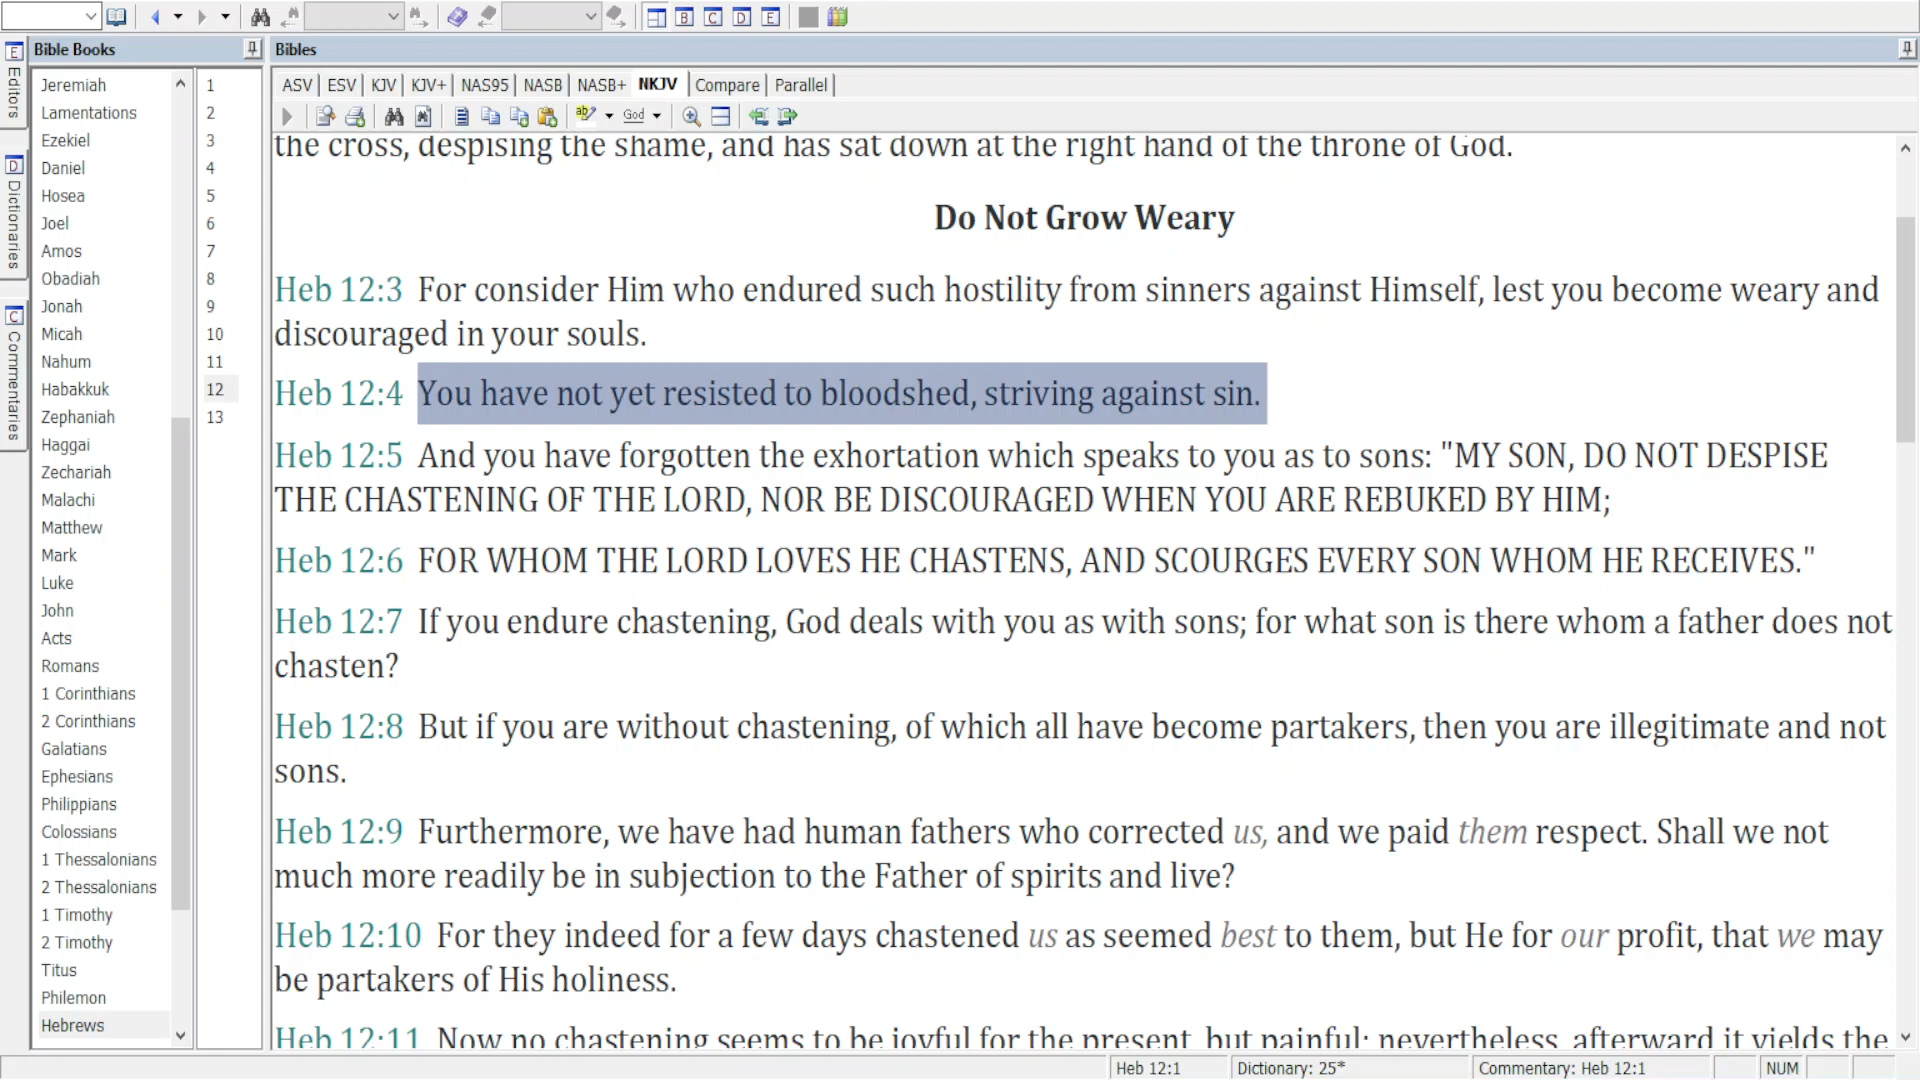 B C D E
Bible Books
Bibles
E Editors
D Dictionaries
C Commentaries
Jeremiah
Lamentations
Ezekiel
Daniel
Hosea
Joel
Amos
Obadiah
Jonah
Micah
Nahum
Habakkuk
Zephaniah
Haggai
Zechariah
Malachi
Matthew
Mark
Luke
John
Acts
Romans
1 Corinthians
2 Corinthians
Galatians
Ephesians
Philippians
Colossians
1 Thessalonians
2 Thessalonians
1 Timothy
2 Timothy
Titus
Philemon
Hebrews
1
2
3
4
5
6
7
8
9
10
11
12
13
ASV ESV KJV KJV+ NAS95 NASB NASB+ NKJV Compare Parallel
ab God
the cross, despising the shame, and has sat down at the right hand of the throne of God.
Do Not Grow Weary
Heb 12:3 For consider Him who endured such hostility from sinners against Himself, lest you become weary and
discouraged in your souls.
Heb 12:4 You have not yet resisted to bloodshed, striving against sin.
Heb 12:5 And you have forgotten the exhortation which speaks to you as to sons: "MY SON, DO NOT DESPISE
THE CHASTENING OF THE LORD, NOR BE DISCOURAGED WHEN YOU ARE REBUKED BY HIM;
Heb 12:6 FOR WHOM THE LORD LOVES HE CHASTENS, AND SCOURGES EVERY SON WHOM HE RECEIVES."
Heb 12:7 If you endure chastening, God deals with you as with sons; for what son is there whom a father does not
chasten?
Heb 12:8 But if you are without chastening, of which all have become partakers, then you are illegitimate and not
sons.
Heb 12:9 Furthermore, we have had human fathers who corrected us, and we paid them respect. Shall we not
much more readily be in subjection to the Father of spirits and live?
Heb 12:10 For they indeed for a few days chastened us as seemed best to them, but He for our profit, that we may
be partakers of His holiness.
Heb 12:11 Now no chastening seems to be joyful for the present, but painful; nevertheless, afterward it yields the
Heb 12:1 Dictionary: 25* Commentary: Heb 12:1 NUM